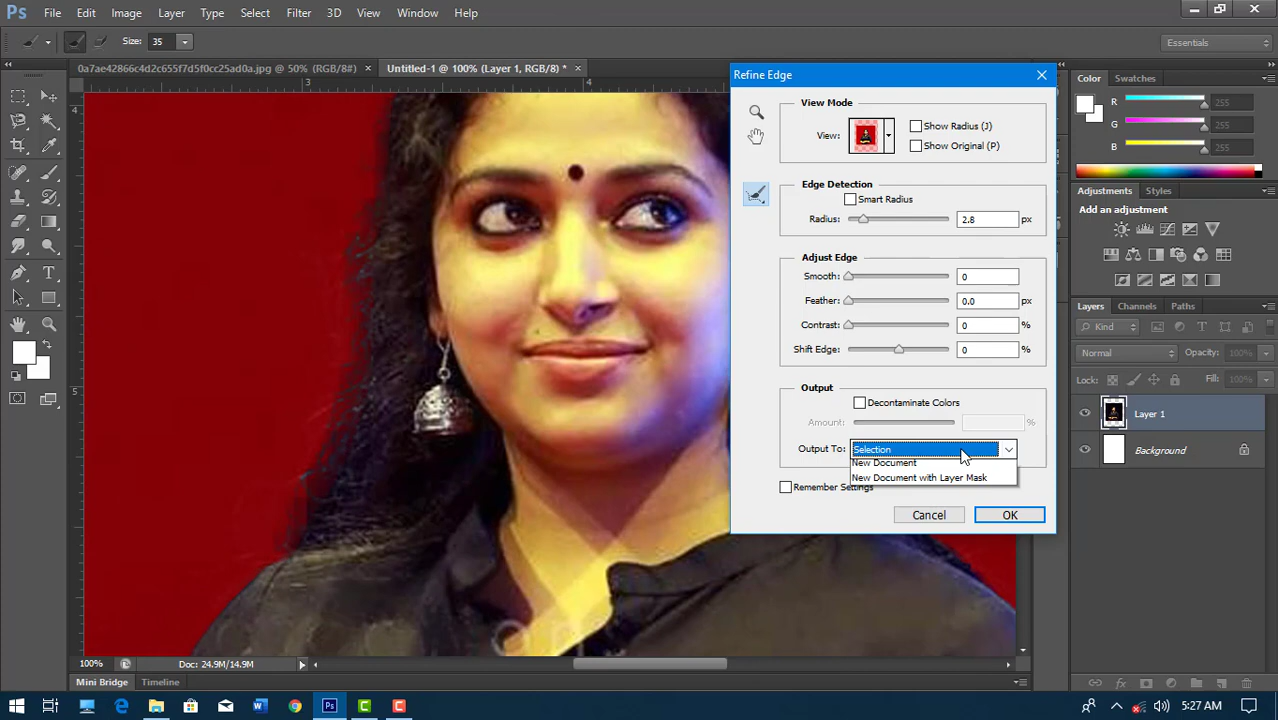 Ps File Edit Image Layer Type Select Filter 3D View Window Help
Size: 35
Essentials
0a7ae42866c4d2c655f7d5f0cc25ad0a.jpg @ 50% (RGB/8#) ×
Untitled-1 @ 100% (Layer 1, RGB/8) * ×
3 4
4
5
Refine Edge
View Mode
View:
Show Radius (J)
Show Original (P)
Edge Detection
Smart Radius
Radius: 2.8 px
Adjust Edge
Smooth: 0
Feather: 0.0 px
Contrast: 0 %
Shift Edge: 0 %
Output
Decontaminate Colors
Amount: %
Output To: Selection
New Document
New Document with Layer Mask
Remember Settings
Cancel OK
Color Swatches
R 255
G 255
B 255
Adjustments Styles
Add an adjustment
Layers Channels Paths
Kind
Normal Opacity:
Lock: Fill:
Layer 1
Background
100% Doc: 24.9M/14.9M
Mini Bridge Timeline
Ps
5:27 AM